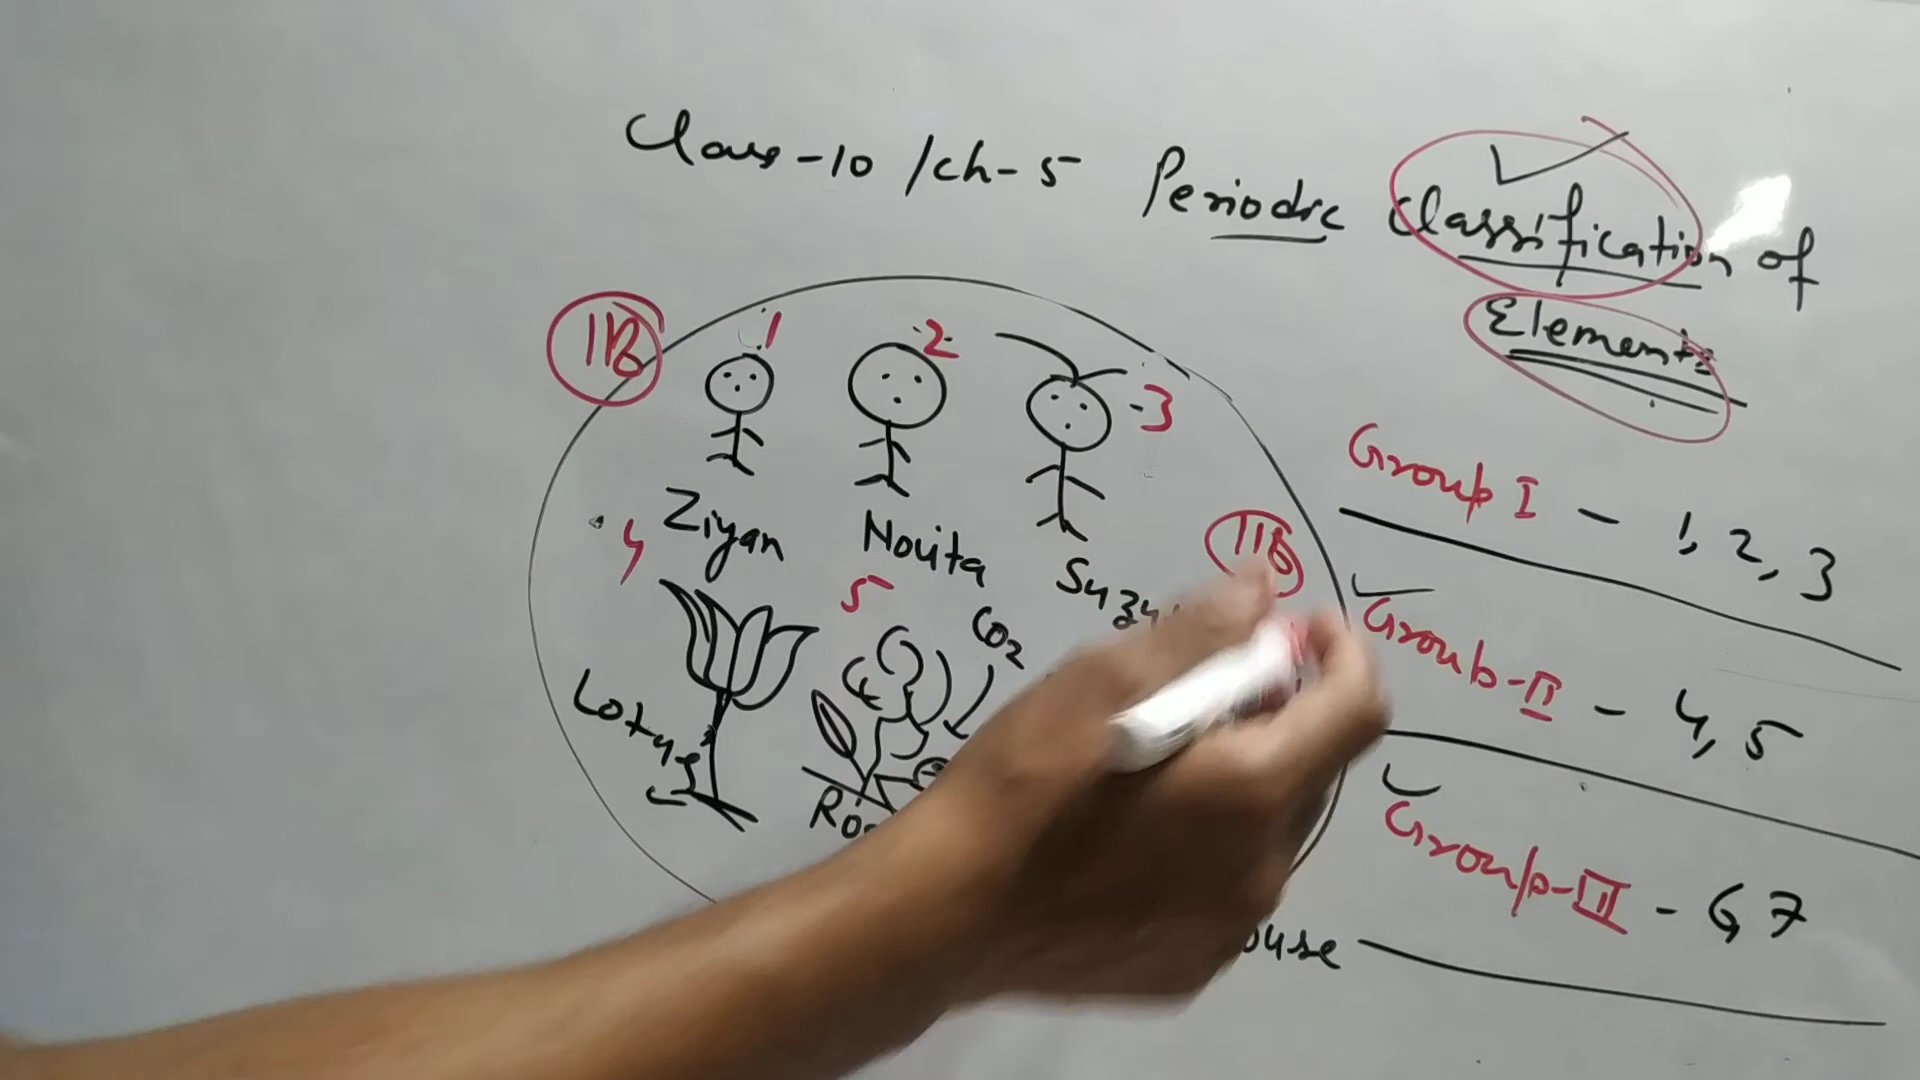 Class-10 /ch-5 Periodic Classification of
Elements
118
1
2
-3
Ziyan
Novita
118
4
5
CO2
Lotus
Group I - 1, 2, 3
Group-II - 4, 5
Group-III - 6, 7